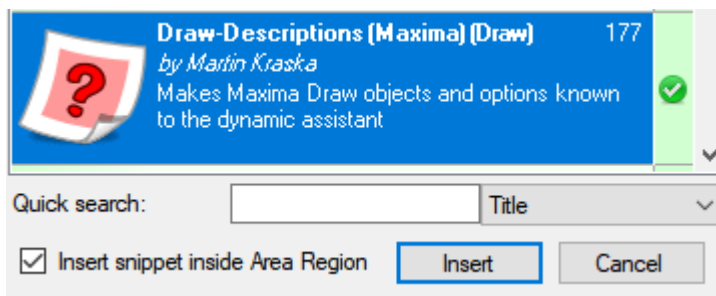 Draw-Descriptions (Maxima) (Draw) 177
by Martin Kraska
Makes Maxima Draw objects and options known
to the dynamic assistant
Quick search: Title
Insert snippet inside Area Region Insert Cancel